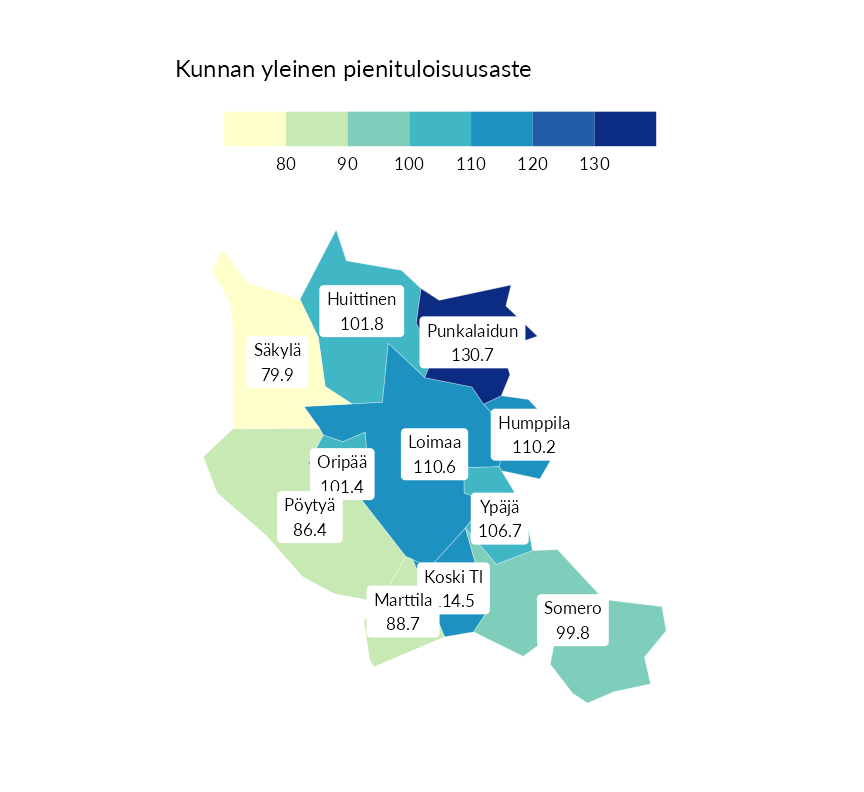 Kunnan yleinen pienituloisuusaste
80 90 100 110 120 130
Huittinen
101.8
Punkalaidun
130.7
Säkylä
79.9
Humppila
110.2
Loimaa
110.6
Oripää
101.4
Pöytyä
86.4
Ypäjä
106.7
Koski Tl
14.5
Marttila
88.7
Somero
99.8